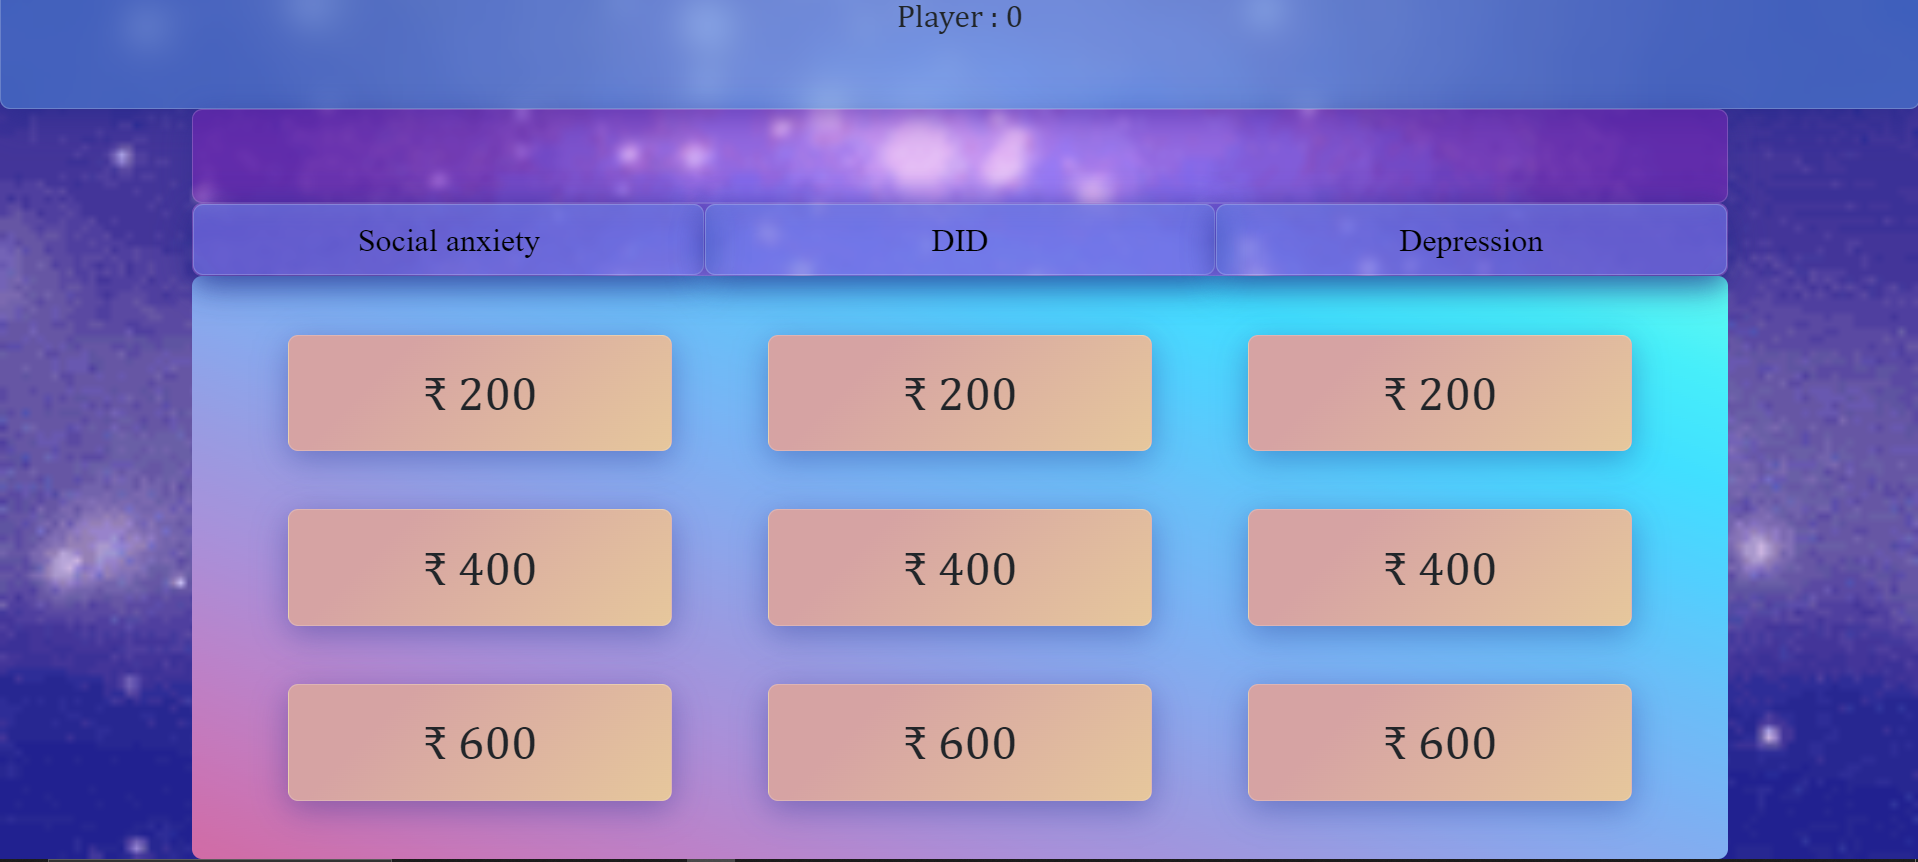 Player : 0
Social anxiety DID Depression
₹ 200 ₹ 200 ₹ 200
₹ 400 ₹ 400 ₹ 400
₹ 600 ₹ 600 ₹ 600